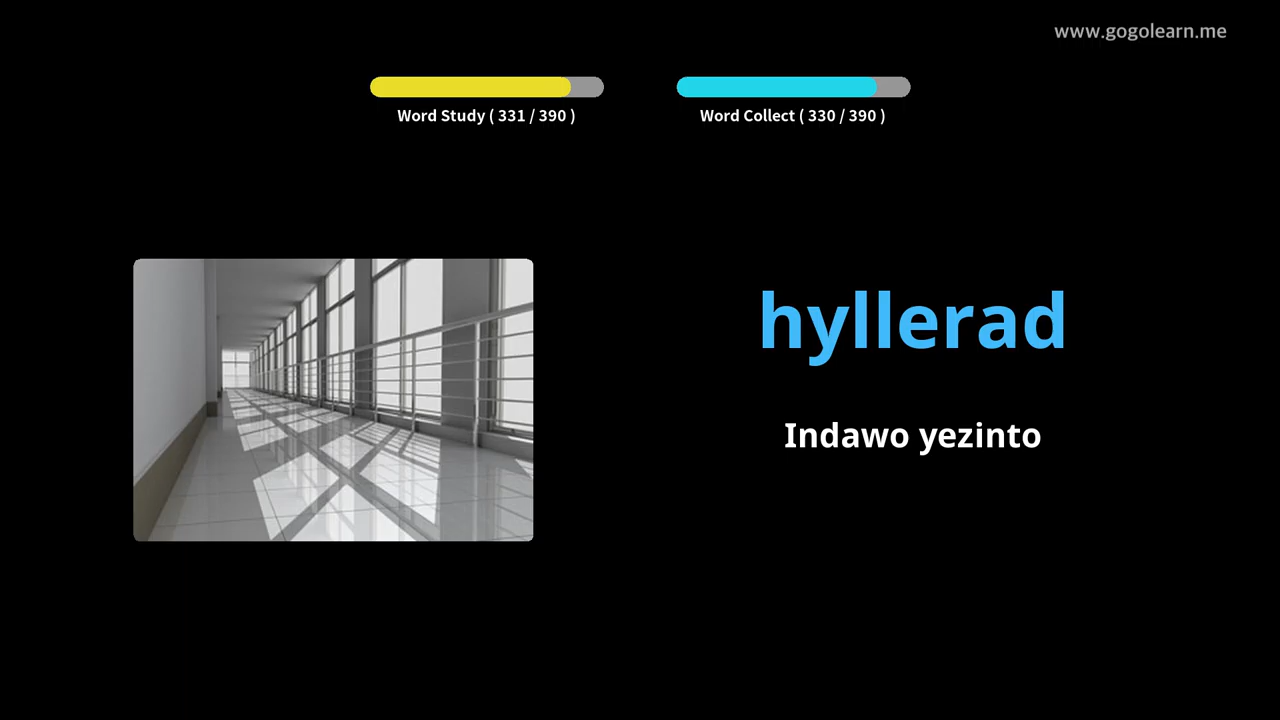 www.gogolearn.me
Word Study ( 331 / 390 )
Word Collect ( 330 / 390 )
hyllerad
Indawo yezinto